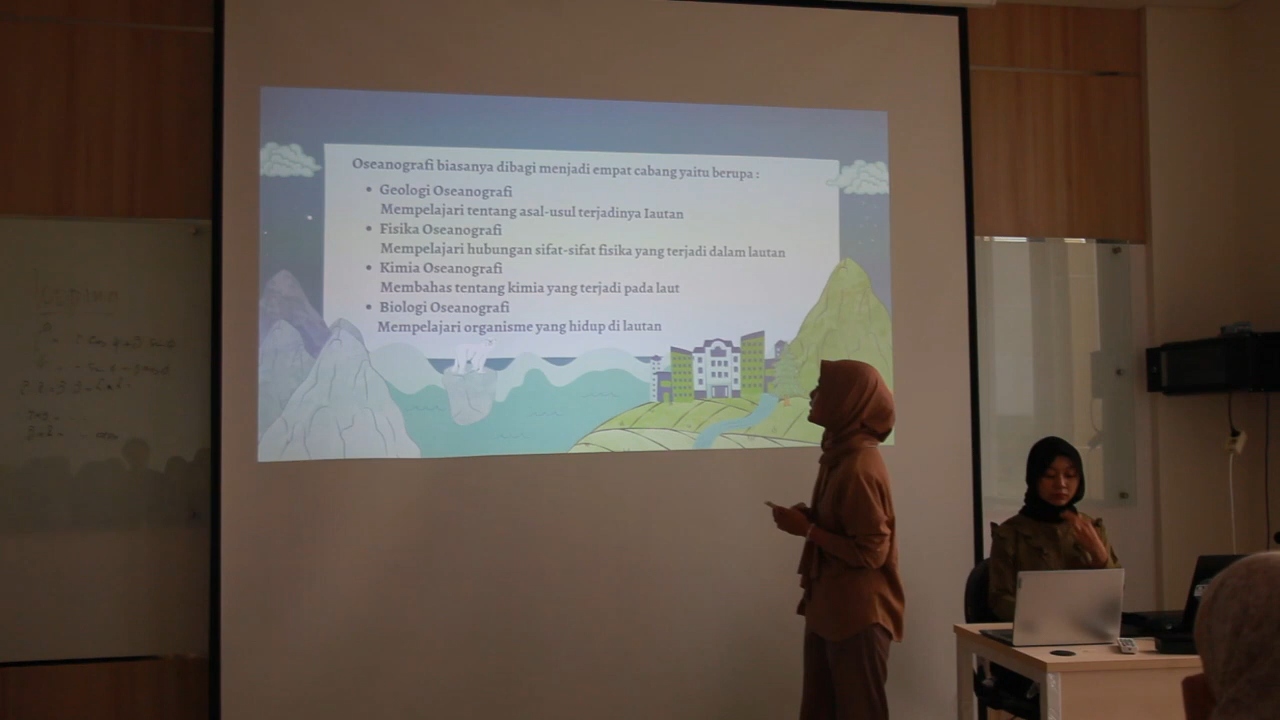 Oseanografi biasanya dibagi menjadi empat cabang yaitu berupa :
• Geologi Oseanografi
Mempelajari tentang asal-usul terjadinya Iautan
• Fisika Oseanografi
Mempelajari hubungan sifat-sifat fisika yang terjadi dalam lautan
• Kimia Oseanografi
Membahas tentang kimia yang terjadi pada laut
• Biologi Oseanografi
Mempelajari organisme yang hidup di lautan